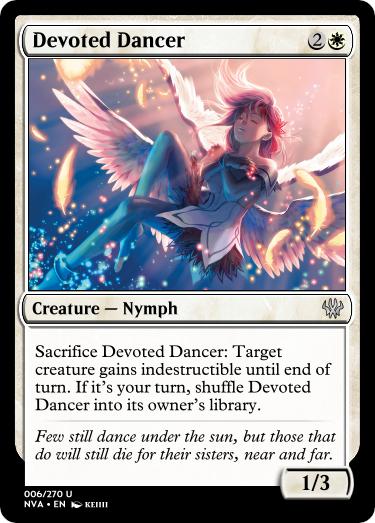 Devoted Dancer 2
Creature — Nymph
Sacrifice Devoted Dancer: Target
creature gains indestructible until end of
turn. If it's your turn, shuffle Devoted
Dancer into its owner's library.
Few still dance under the sun, but those that
do will still die for their sisters, near and far.
1/3
006/270 U
NVA • EN KEIHI